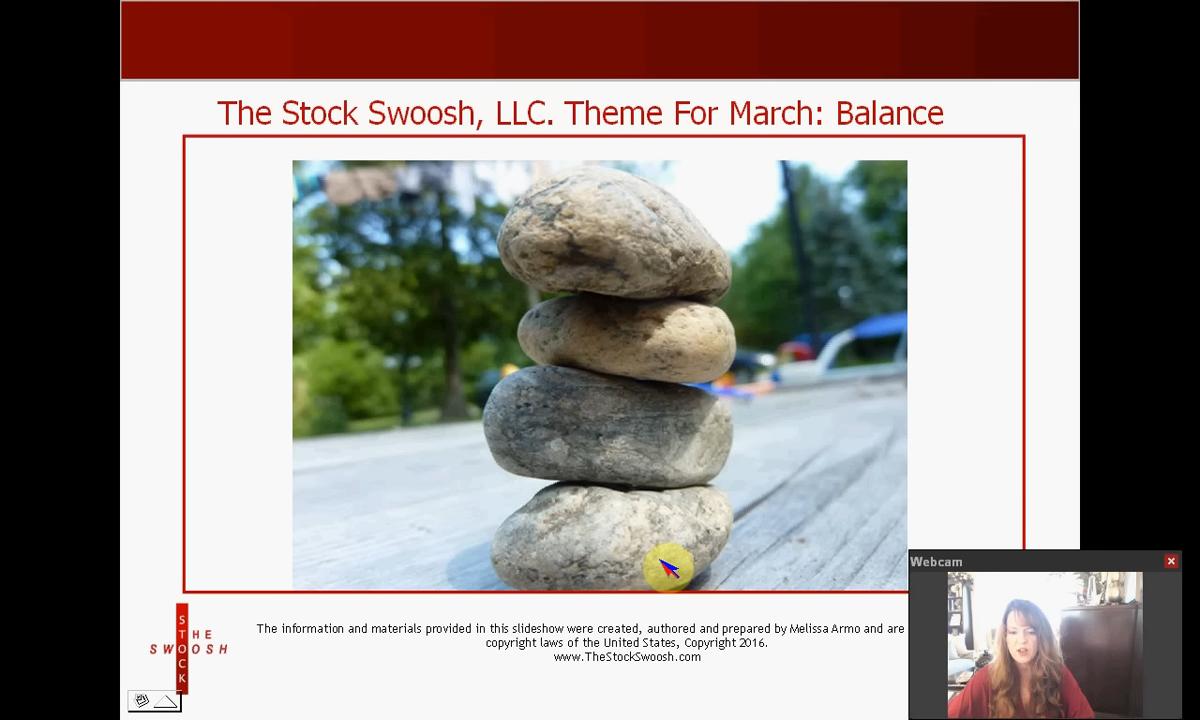 The Stock Swoosh, LLC. Theme For March: Balance
Webcam
STOCK
THE
SWOOSH
The information and materials provided in this slideshow were created, authored and prepared by Melissa Armo and are
copyright laws of the United States, Copyright 2016.
www.TheStockSwoosh.com